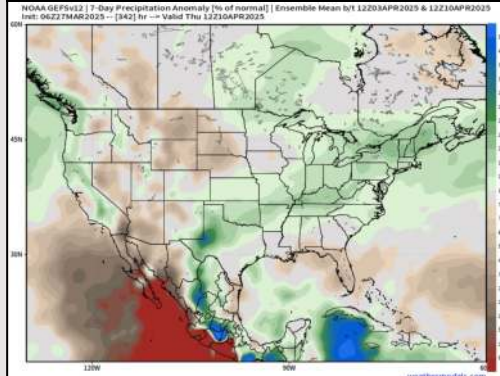 NOAA GEFSv12 | 7-Day Precipitation Anomaly [% of normal] | Ensemble Mean b/t 12Z03APR2025 & 12Z10APR2025
Init: 06Z27MAR2025 -- [342] hr --> Valid Thu 12Z10APR2025
60N
45N
30N
120W
90W
60
weathermodels.com